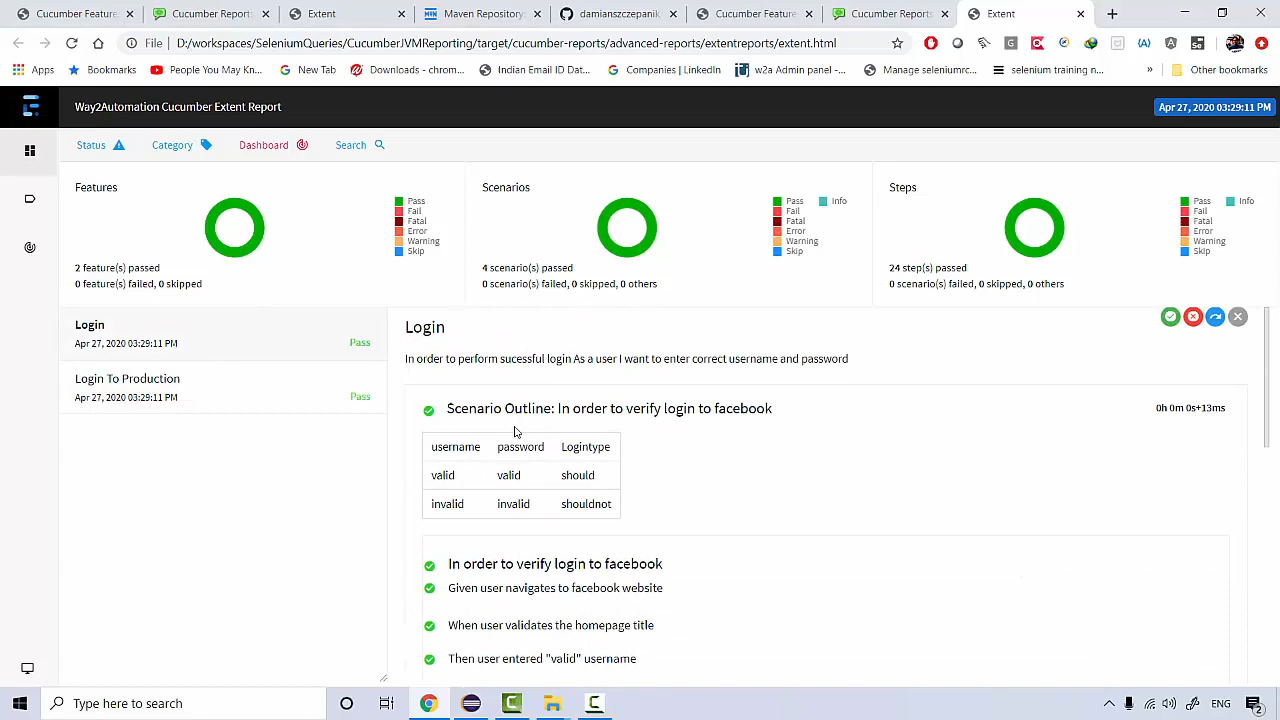 Cucumber Feature
Cucumber Reports
Extent
Maven Repository:
damianszczepanik
Cucumber Feature
Cucumber Reports
Extent
File D:/workspaces/SeleniumQueries/CucumberJVMReporting/target/cucumber-reports/advanced-reports/extentreports/extent.html
Apps Bookmarks People You May Kn... New Tab Downloads - chrom... Indian Email ID Dat... Companies | LinkedIn w2a Admin panel -... Manage seleniumrc... selenium training n... » Other bookmarks
Way2Automation Cucumber Extent Report Apr 27, 2020 03:29:11 PM
Status Category Dashboard Search
Features
Pass
Fail
Fatal
Error
Warning
Skip
2 feature(s) passed
0 feature(s) failed, 0 skipped
Scenarios
Pass Info
Fail
Fatal
Error
Warning
Skip
4 scenario(s) passed
0 scenario(s) failed, 0 skipped, 0 others
Steps
Pass Info
Fail
Fatal
Error
Warning
Skip
24 step(s) passed
0 scenario(s) failed, 0 skipped, 0 others
Login
Apr 27, 2020 03:29:11 PM Pass
Login To Production
Apr 27, 2020 03:29:11 PM Pass
Login
In order to perform sucessful login As a user I want to enter correct username and password
Scenario Outline: In order to verify login to facebook 0h 0m 0s+13ms
username password Logintype
valid valid should
invalid invalid shouldnot
In order to verify login to facebook
Given user navigates to facebook website
When user validates the homepage title
Then user entered "valid" username
Type here to search
ENG
2